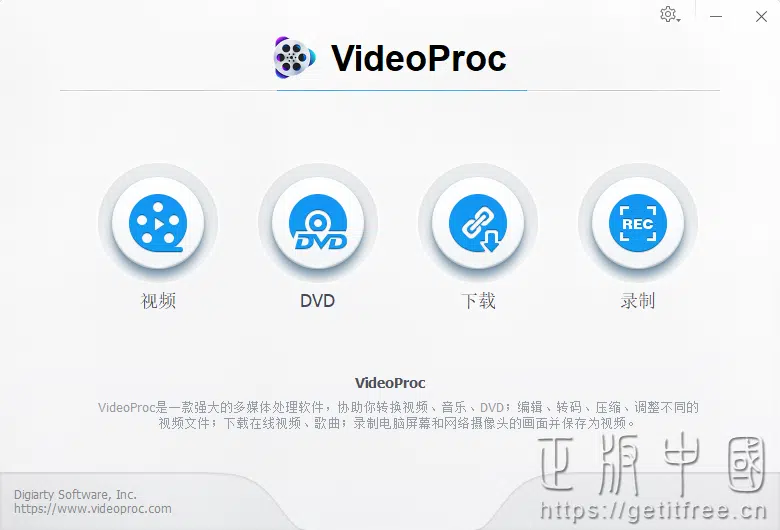 VideoProc
DVD
REC
视频
DVD
下载
录制
VideoProc
VideoProc是一款强大的多媒体处理软件，协助你转换视频、音乐、DVD；编辑、转码、压缩、调整不同的
视频文件；下载在线视频、歌曲；录制电脑屏幕和网络摄像头的画面并保存为视频。
正版中國
Digiarty Software, Inc.
https://www.videoproc.com
https://getitfree.cn